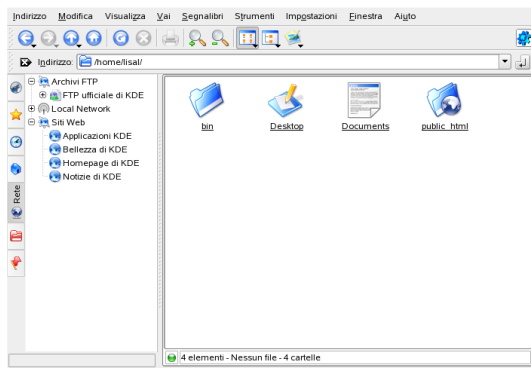 Indirizzo Modifica Visualizza Vai Segnalibri Strumenti Impostazioni Finestra Aiuto
Indirizzo: /home/lisal/
Archivi FTP
FTP ufficiale di KDE
Local Network
Siti Web
Applicazioni KDE
Bellezza di KDE
Homepage di KDE
Notizie di KDE
Rete
bin Desktop Documents public_html
4 elementi - Nessun file - 4 cartelle